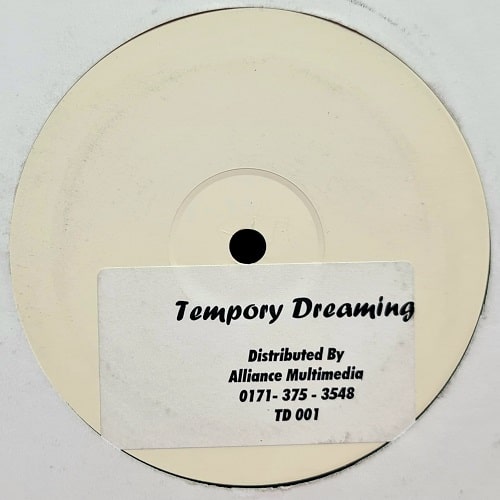 Tempory Dreaming
Distributed By
Alliance Multimedia
0171- 375 - 3548
TD 001